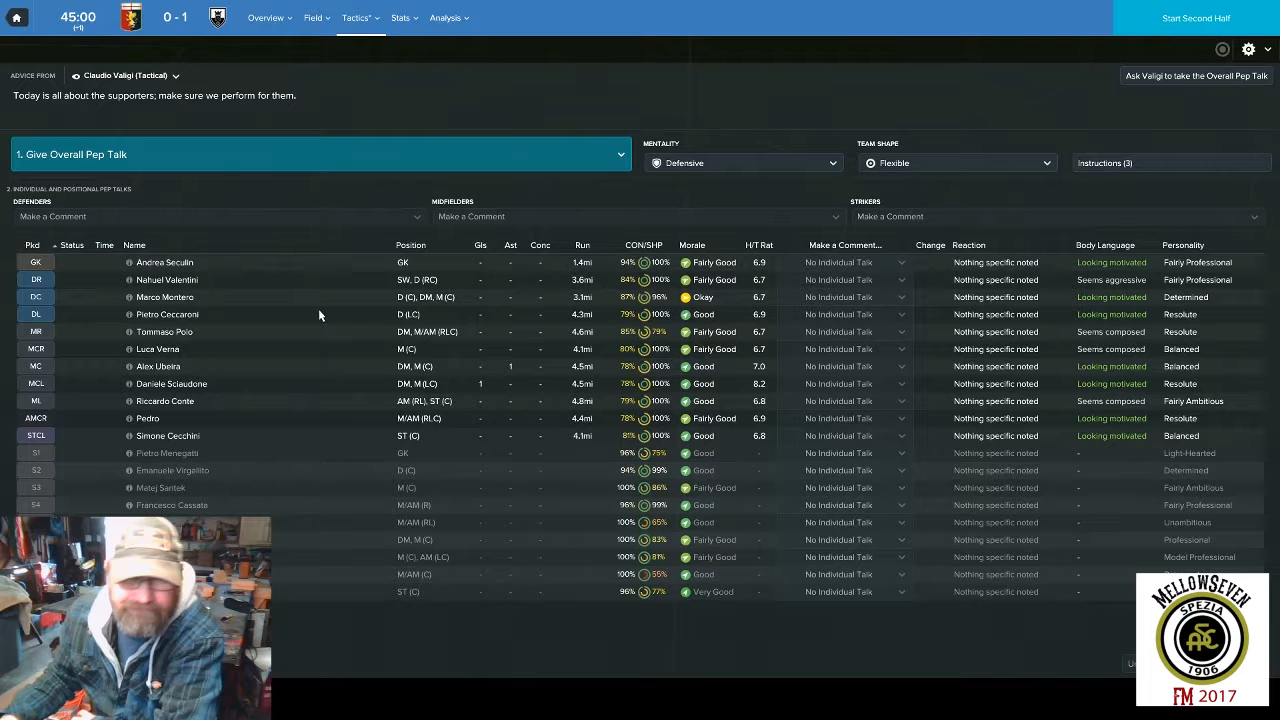 45:00 (+1) 0 - 1 Overview Field Tactics* Stats Analysis Start Second Half
ADVICE FROM Claudio Valigi (Tactical) Ask Valigi to take the Overall Pep Talk
Today is all about the supporters; make sure we perform for them.
MENTALITY TEAM SHAPE
1. Give Overall Pep Talk Defensive Flexible Instructions (3)
2. INDIVIDUAL AND POSITIONAL PEP TALKS
DEFENDERS MIDFIELDERS STRIKERS
Make a Comment Make a Comment Make a Comment
Pkd Status Time Name Position Gls Ast Conc Run CON/SHP Morale H/T Rat Make a Comment... Change Reaction Body Language Personality
GK Andrea Seculin GK - - - 1.4mi 94% 100% Fairly Good 6.9 No Individual Talk Nothing specific noted Looking motivated Fairly Professional
DR Nahuel Valentini SW, D (RC) - - - 3.6mi 84% 100% Fairly Good 6.7 No Individual Talk Nothing specific noted Seems aggressive Fairly Professional
DC Marco Montero D (C), DM, M (C) - - - 3.1mi 87% 96% Okay 6.7 No Individual Talk Nothing specific noted Looking motivated Determined
DL Pietro Ceccaroni D (LC) - - - 4.3mi 79% 100% Good 6.9 No Individual Talk Nothing specific noted Looking motivated Resolute
MR Tommaso Polo DM, M/AM (RLC) - - - 4.6mi 85% 79% Fairly Good 6.7 No Individual Talk Nothing specific noted Seems composed Resolute
MCR Luca Verna M (C) - - - 4.1mi 80% 100% Fairly Good 6.7 No Individual Talk Nothing specific noted Seems composed Balanced
MC Alex Ubeira DM, M (C) - 1 - 4.5mi 78% 100% Good 7.0 No Individual Talk Nothing specific noted Looking motivated Balanced
MCL Daniele Sciaudone DM, M (LC) 1 - - 4.5mi 78% 100% Good 8.2 No Individual Talk Nothing specific noted Looking motivated Resolute
ML Riccardo Conte AM (RL), ST (C) - - - 4.8mi 79% 100% Good 6.8 No Individual Talk Nothing specific noted Seems composed Fairly Ambitious
AMCR Pedro M/AM (RLC) - - - 4.4mi 78% 100% Fairly Good 6.9 No Individual Talk Nothing specific noted Looking motivated Resolute
STCL Simone Cecchini ST (C) - - - 4.1mi 81% 100% Good 6.8 No Individual Talk Nothing specific noted Looking motivated Balanced
S1 Pietro Menegatti GK 96% 75% Good - No Individual Talk Nothing specific noted - Light-Hearted
S2 Emanuele Virgallito D (C) 94% 99% Good - No Individual Talk Nothing specific noted - Determined
S3 Matej Santek M (C) 100% 86% Fairly Good - No Individual Talk Nothing specific noted - Fairly Ambitious
S4 Francesco Cassata M/AM (R) 96% 99% Good - No Individual Talk Nothing specific noted - Fairly Professional
M/AM (RL) 100% 65% Good - No Individual Talk Nothing specific noted - Unambitious
DM, M (C) 100% 83% Fairly Good - No Individual Talk Nothing specific noted - Professional
M (C), AM (LC) 100% 81% Fairly Good - No Individual Talk Nothing specific noted - Model Professional
M/AM (C) 100% 55% Good - No Individual Talk Nothing specific noted -
ST (C) 96% 77% Very Good - No Individual Talk Nothing specific noted -
MELLOWSEVEN
SPEZIA
ASC
1906
FM 2017